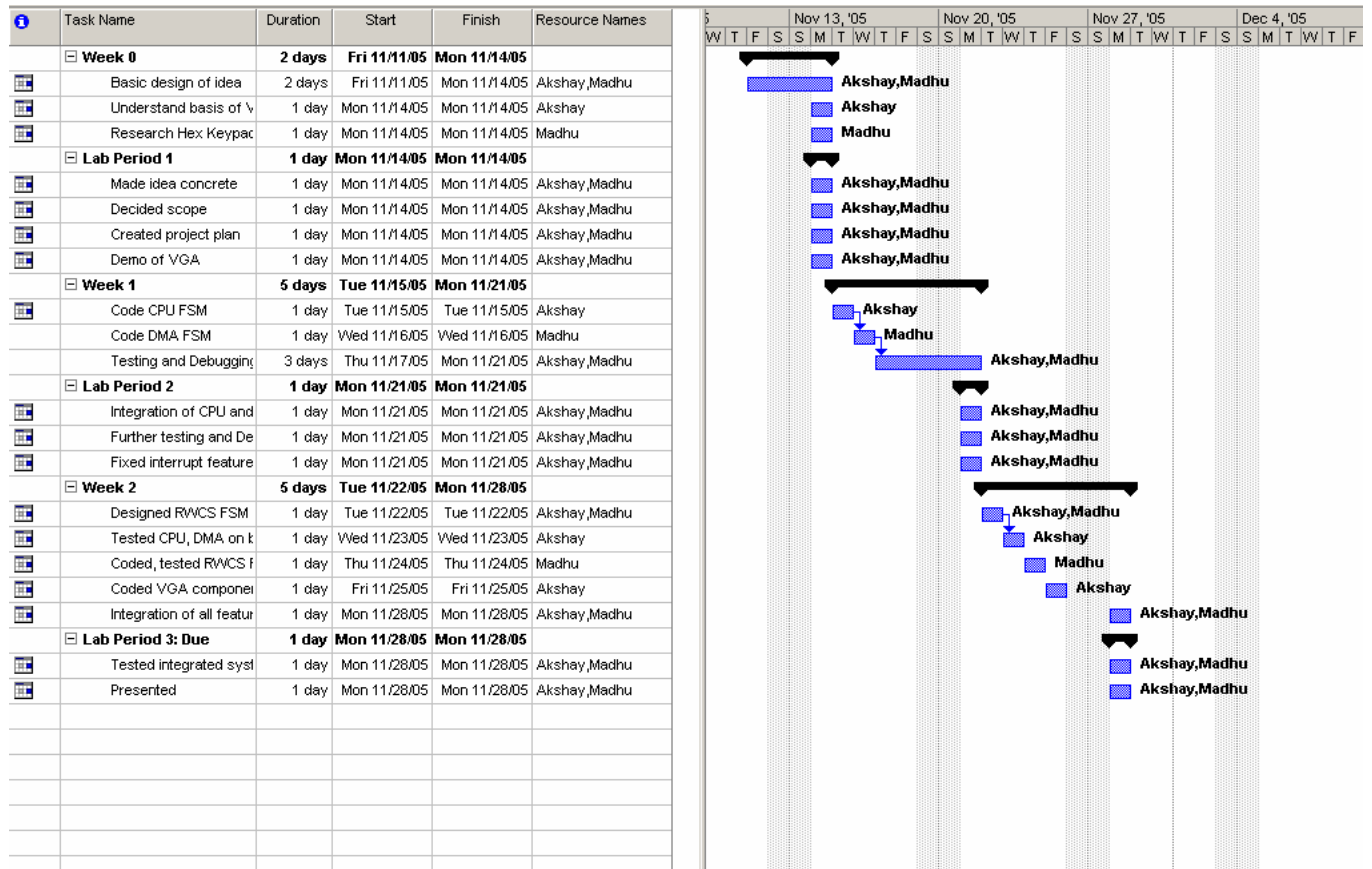 Task Name Duration Start Finish Resource Names
5 Nov 13, '05 Nov 20, '05 Nov 27, '05 Dec 4, '05
W T F S S M T W T F S S M T W T F S S M T W T F S S M T W T F
Week 0 2 days Fri 11/11/05 Mon 11/14/05
Basic design of idea 2 days Fri 11/11/05 Mon 11/14/05 Akshay,Madhu Akshay,Madhu
Understand basis of V 1 day Mon 11/14/05 Mon 11/14/05 Akshay Akshay
Research Hex Keypac 1 day Mon 11/14/05 Mon 11/14/05 Madhu Madhu
Lab Period 1 1 day Mon 11/14/05 Mon 11/14/05
Made idea concrete 1 day Mon 11/14/05 Mon 11/14/05 Akshay,Madhu Akshay,Madhu
Decided scope 1 day Mon 11/14/05 Mon 11/14/05 Akshay,Madhu Akshay,Madhu
Created project plan 1 day Mon 11/14/05 Mon 11/14/05 Akshay,Madhu Akshay,Madhu
Demo of VGA 1 day Mon 11/14/05 Mon 11/14/05 Akshay,Madhu Akshay,Madhu
Week 1 5 days Tue 11/15/05 Mon 11/21/05
Code CPU FSM 1 day Tue 11/15/05 Tue 11/15/05 Akshay Akshay
Code DMA FSM 1 day Wed 11/16/05 Wed 11/16/05 Madhu Madhu
Testing and Debugging 3 days Thu 11/17/05 Mon 11/21/05 Akshay,Madhu Akshay,Madhu
Lab Period 2 1 day Mon 11/21/05 Mon 11/21/05
Integration of CPU and 1 day Mon 11/21/05 Mon 11/21/05 Akshay,Madhu Akshay,Madhu
Further testing and De 1 day Mon 11/21/05 Mon 11/21/05 Akshay,Madhu Akshay,Madhu
Fixed interrupt feature 1 day Mon 11/21/05 Mon 11/21/05 Akshay,Madhu Akshay,Madhu
Week 2 5 days Tue 11/22/05 Mon 11/28/05
Designed RWCS FSM 1 day Tue 11/22/05 Tue 11/22/05 Akshay,Madhu Akshay,Madhu
Tested CPU, DMA on b 1 day Wed 11/23/05 Wed 11/23/05 Akshay Akshay
Coded, tested RWCS F 1 day Thu 11/24/05 Thu 11/24/05 Madhu Madhu
Coded VGA componei 1 day Fri 11/25/05 Fri 11/25/05 Akshay Akshay
Integration of all featur 1 day Mon 11/28/05 Mon 11/28/05 Akshay,Madhu Akshay,Madhu
Lab Period 3: Due 1 day Mon 11/28/05 Mon 11/28/05
Tested integrated syst 1 day Mon 11/28/05 Mon 11/28/05 Akshay,Madhu Akshay,Madhu
Presented 1 day Mon 11/28/05 Mon 11/28/05 Akshay,Madhu Akshay,Madhu